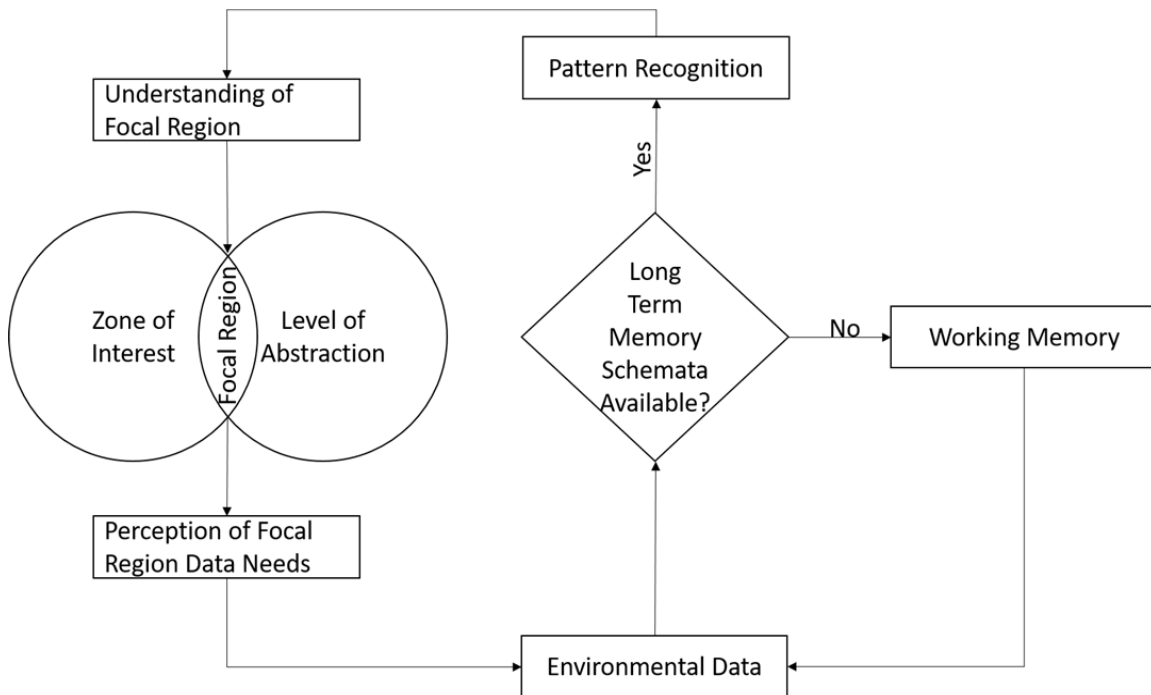 Understanding of
Focal Region
Pattern Recognition
Yes
Zone of
Interest
Focal Region
Level of
Abstraction
Long
Term
Memory
Schemata
Available?
No
Working Memory
Perception of Focal
Region Data Needs
Environmental Data